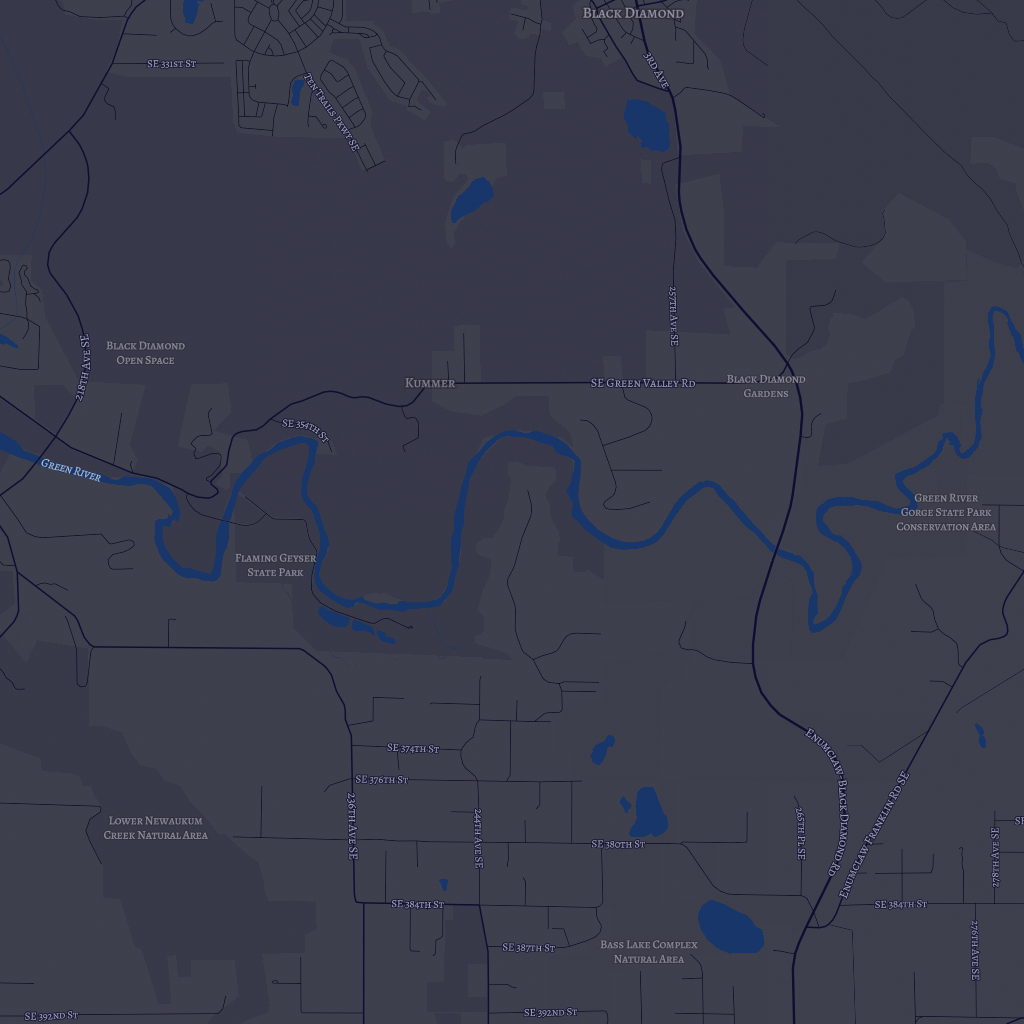 Black Diamond
SE 331st St
3rd Ave
Ten Trails Pkwy SE
257th Ave SE
218th Ave SE
Black Diamond
Open Space
Kummer
SE Green Valley Rd
Black Diamond
Gardens
SE 354th St
Green River
Green River
Gorge State Park
Conservation Area
Flaming Geyser
State Park
SE 374th St
Enumclaw-Black Diamond Rd
SE 376th St
Enumclaw Franklin Rd SE
Lower Newaukum
Creek Natural Area
236th Ave SE
244th Ave SE
265th Pl SE
SE
278th Ave SE
SE 380th St
SE 384th St
SE 384th St
276th Ave SE
SE 387th St
Bass Lake Complex
Natural Area
SE 392nd St
SE 392nd St